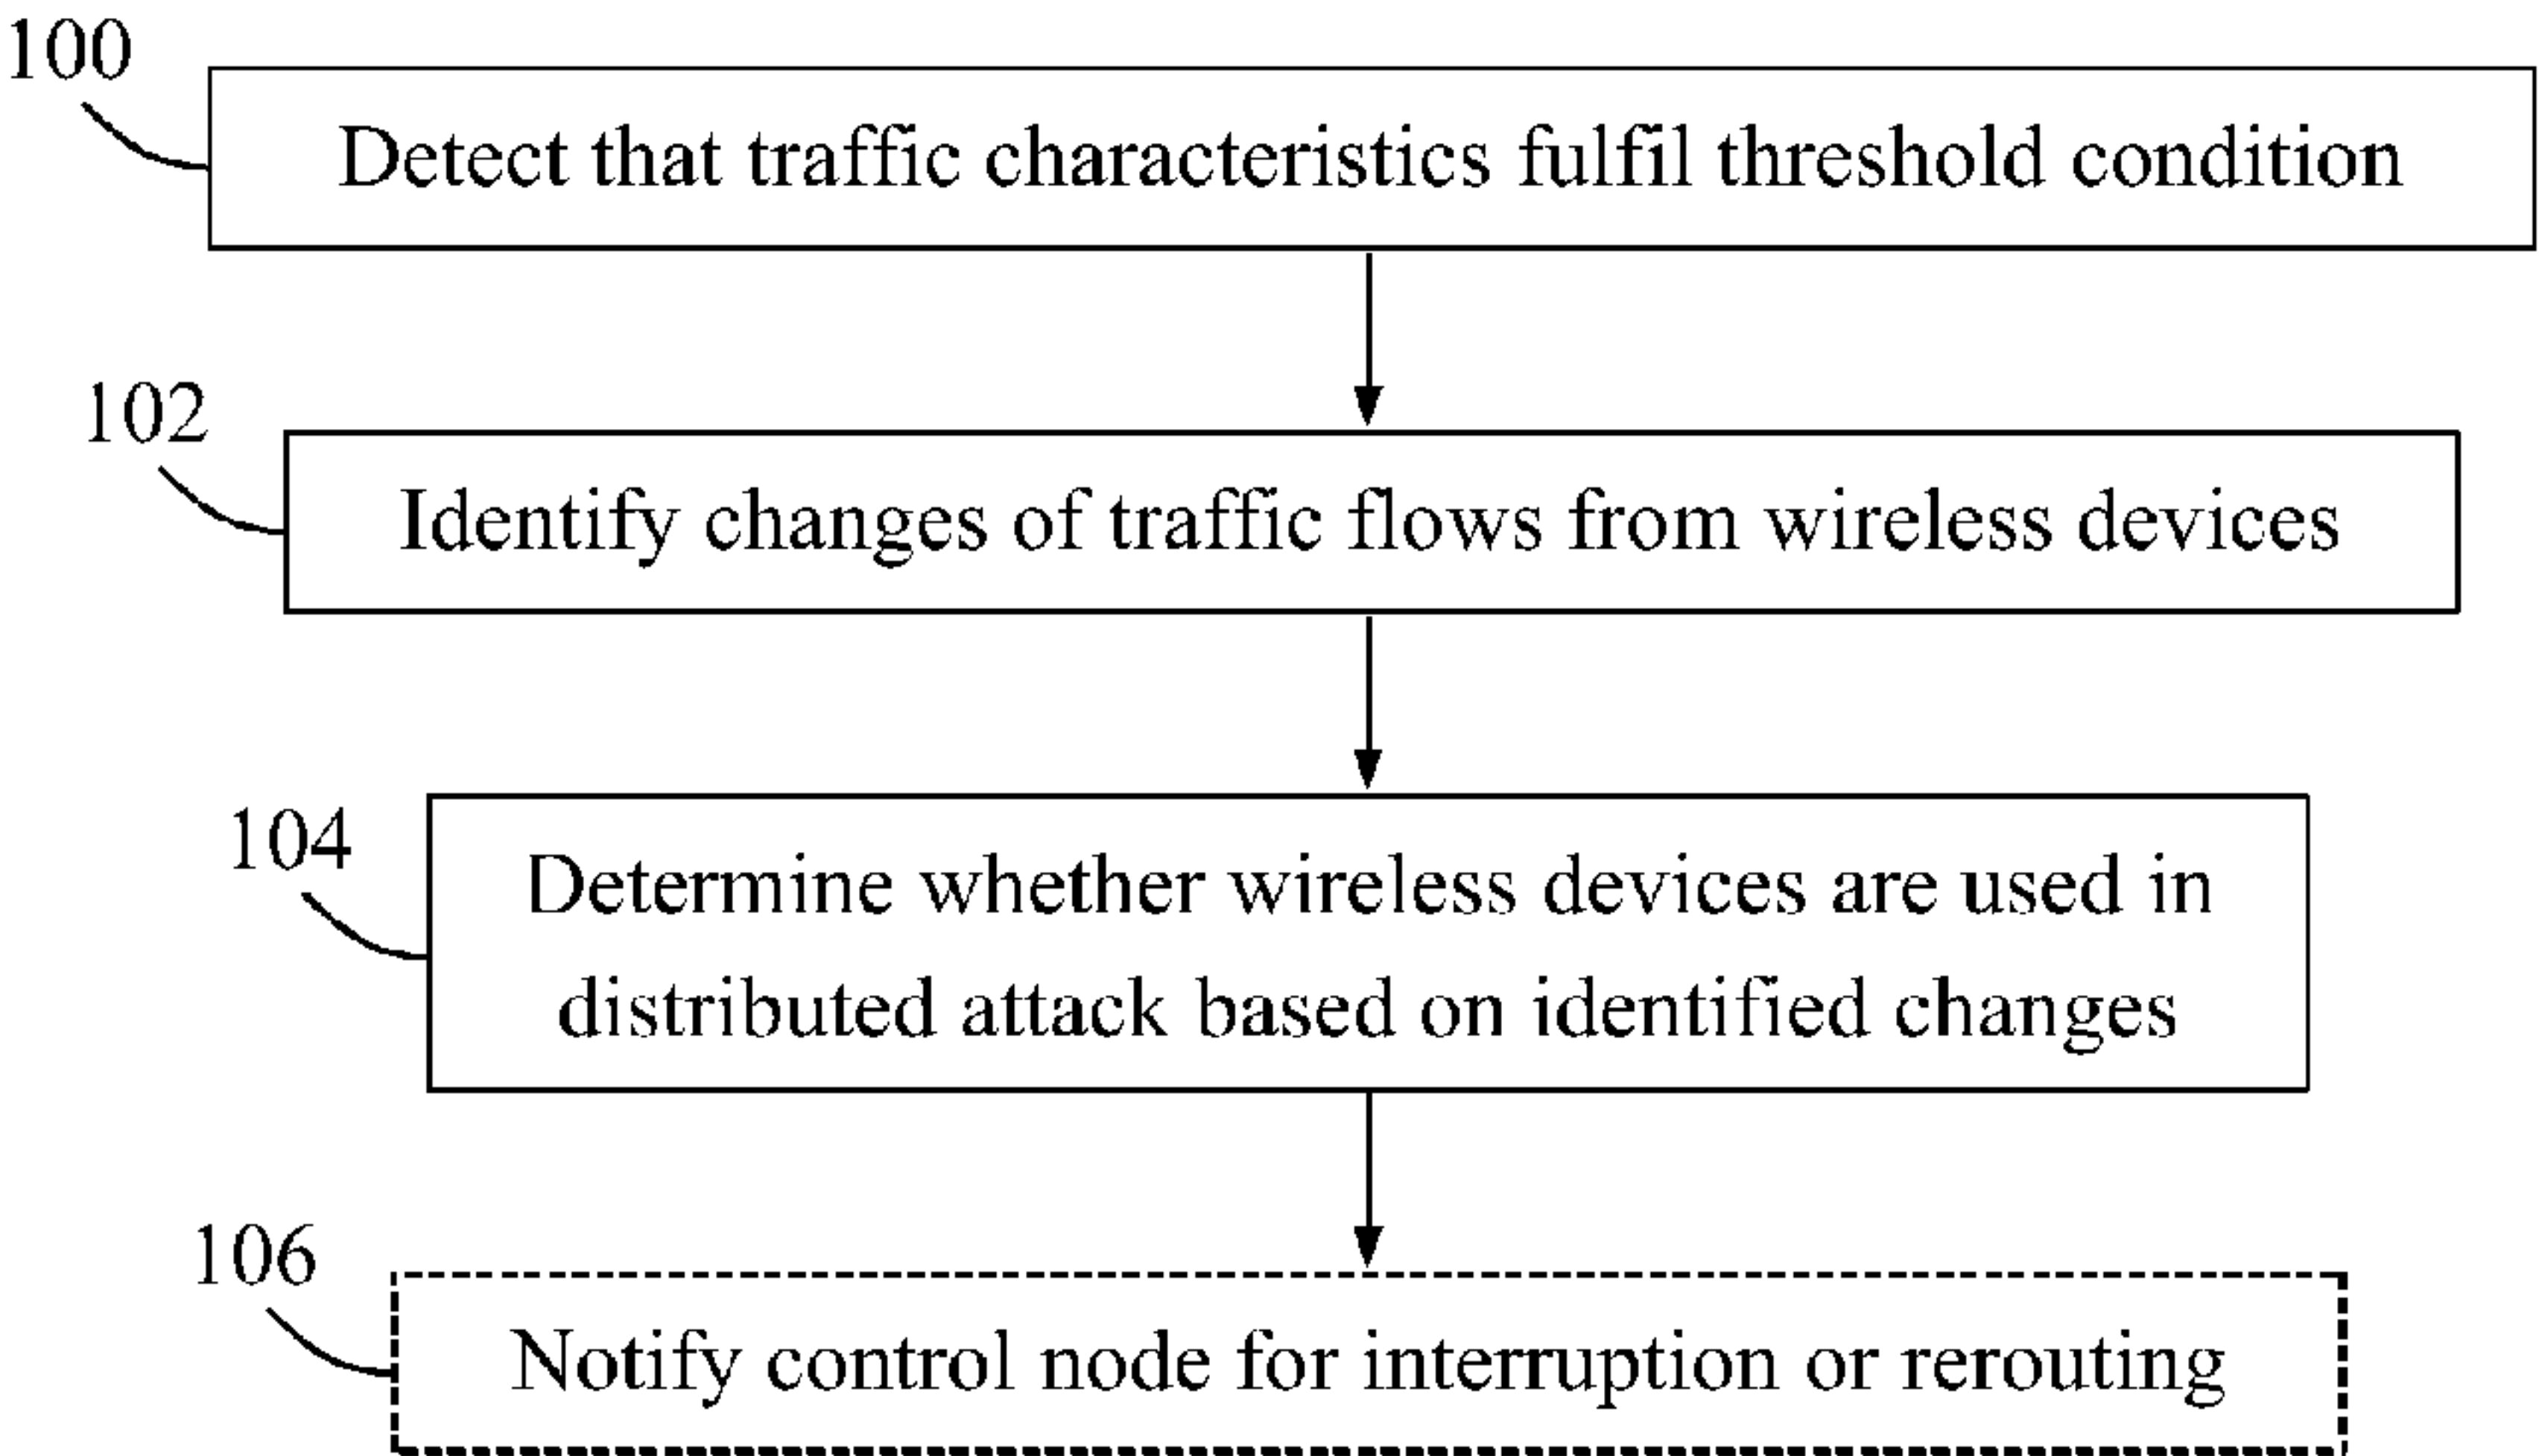 100
Detect that traffic characteristics fulfil threshold condition
102
Identify changes of traffic flows from wireless devices
104
Determine whether wireless devices are used in
distributed attack based on identified changes
106
Notify control node for interruption or rerouting